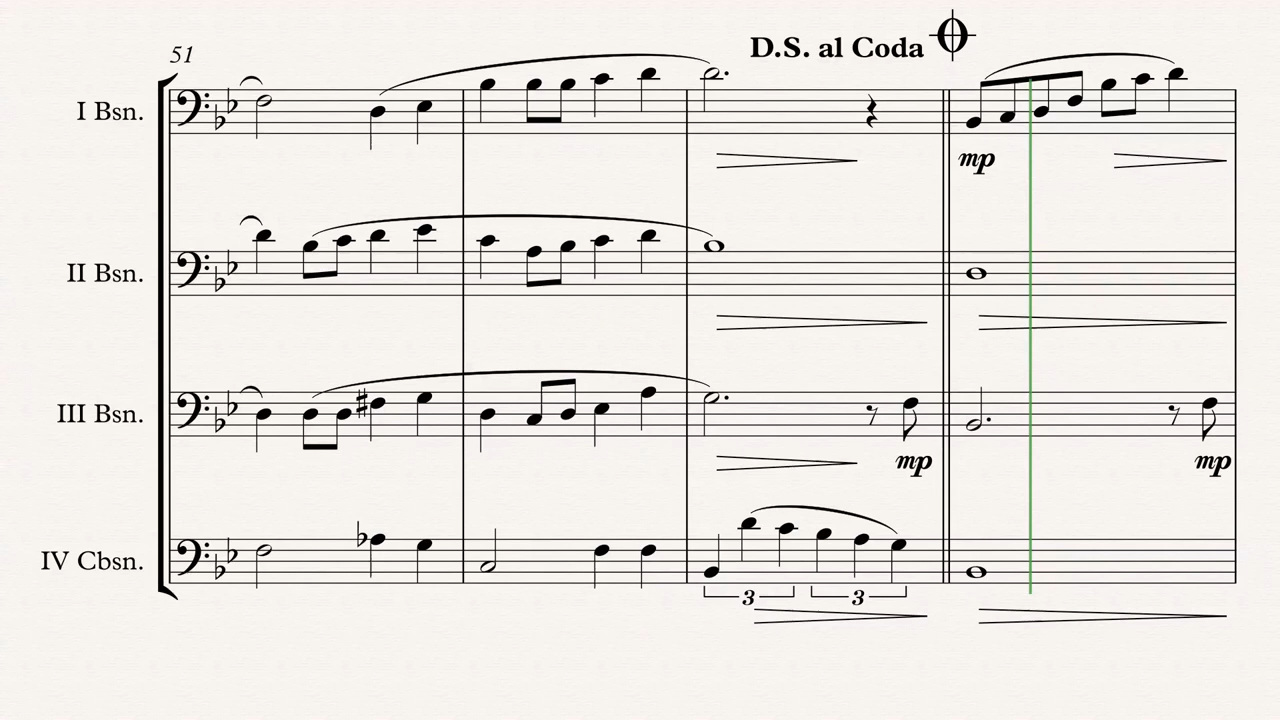 D.S. al Coda
51
I Bsn.
mp
II Bsn.
III Bsn.
mp
mp
IV Cbsn.
3
3